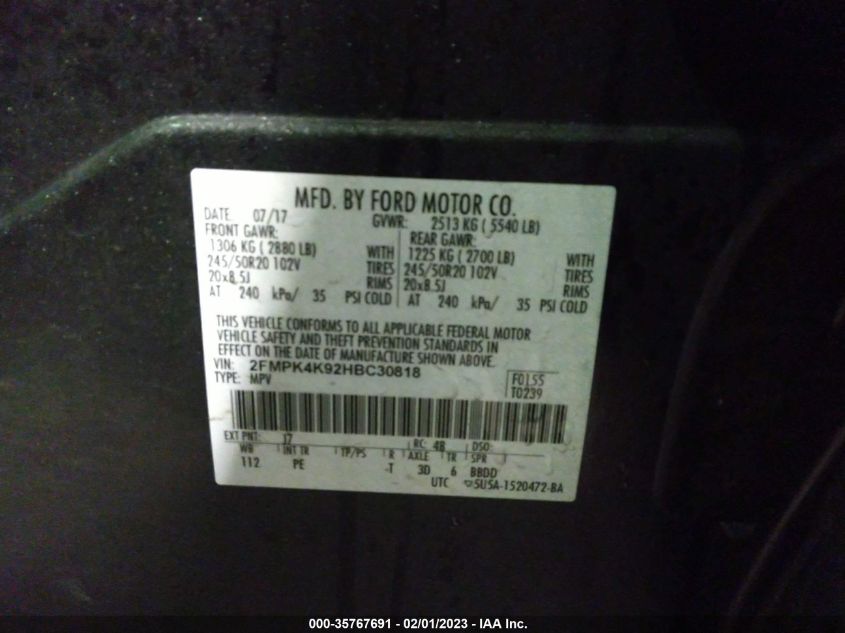 MFD. BY FORD MOTOR CO.
DATE: 07/17 GVWR: 2513 KG ( 5540 LB)
FRONT GAWR: REAR GAWR:
1306 KG ( 2880 LB) WITH 1225 KG ( 2700 LB) WITH
245/50R20 102V TIRES 245/50R20 102V TIRES
20x8.5J RIMS 20x8.5J RIMS
AT 240 kPa/ 35 PSI COLD AT 240 kPa/ 35 PSI COLD
THIS VEHICLE CONFORMS TO ALL APPLICABLE FEDERAL MOTOR
VEHICLE SAFETY AND THEFT PREVENTION STANDARDS IN
EFFECT ON THE DATE OF MANUFACTURE SHOWN ABOVE.
VIN: 2FMPK4K92HBC30818
TYPE: MPV
F0155
T0239
EXT PNT: 17 RC: 48 DSO:
WB INT TR TP/PS R AXLE TR SPR
112 PE T 3D 6 BBDD
UTC 5USA-1520472-BA
000-35767691 - 02/01/2023 - IAA Inc.